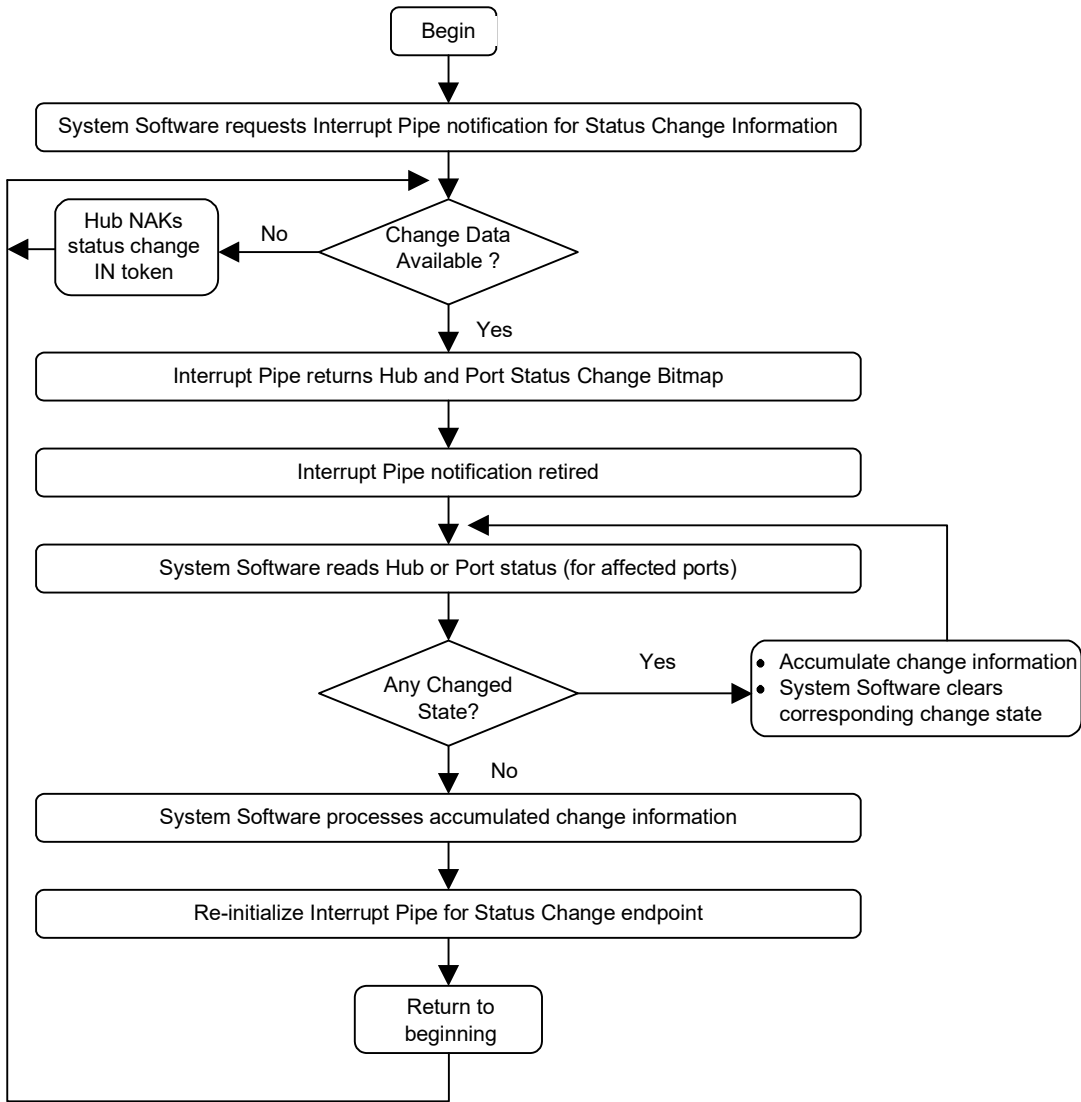 Begin
System Software requests Interrupt Pipe notification for Status Change Information
Hub NAKs
status change
IN token
No
Change Data
Available ?
Yes
Interrupt Pipe returns Hub and Port Status Change Bitmap
Interrupt Pipe notification retired
System Software reads Hub or Port status (for affected ports)
Any Changed
State?
Yes
• Accumulate change information
• System Software clears
corresponding change state
No
System Software processes accumulated change information
Re-initialize Interrupt Pipe for Status Change endpoint
Return to
beginning